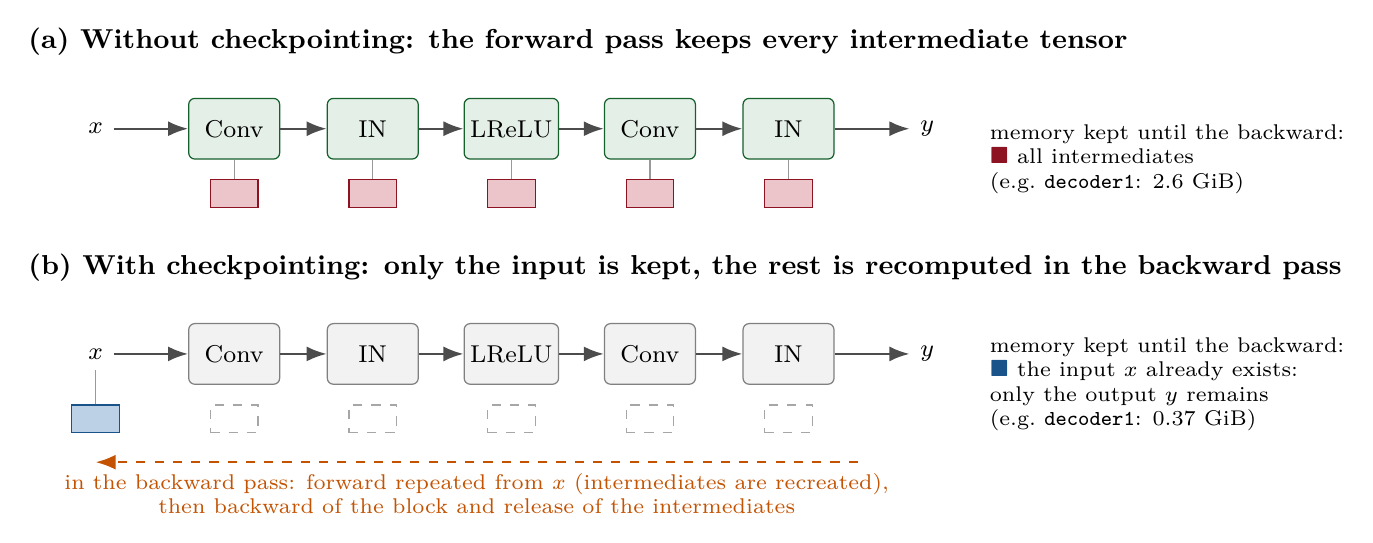 (a) Without checkpointing: the forward pass keeps every intermediate tensor
x Conv IN LReLU Conv IN y
memory kept until the backward:
all intermediates
(e.g. decoder1: 2.6 GiB)
(b) With checkpointing: only the input is kept, the rest is recomputed in the backward pass
x Conv IN LReLU Conv IN y
memory kept until the backward:
the input x already exists:
only the output y remains
(e.g. decoder1: 0.37 GiB)
in the backward pass: forward repeated from x (intermediates are recreated),
then backward of the block and release of the intermediates